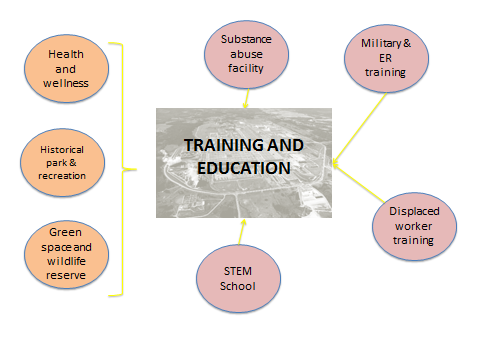 Health
and
wellness
Historical
park &
recreation
Green
space and
wildlife
reserve
Substance
abuse
facility
Military &
ER
training
TRAINING AND
EDUCATION
STEM
School
Displaced
worker
training